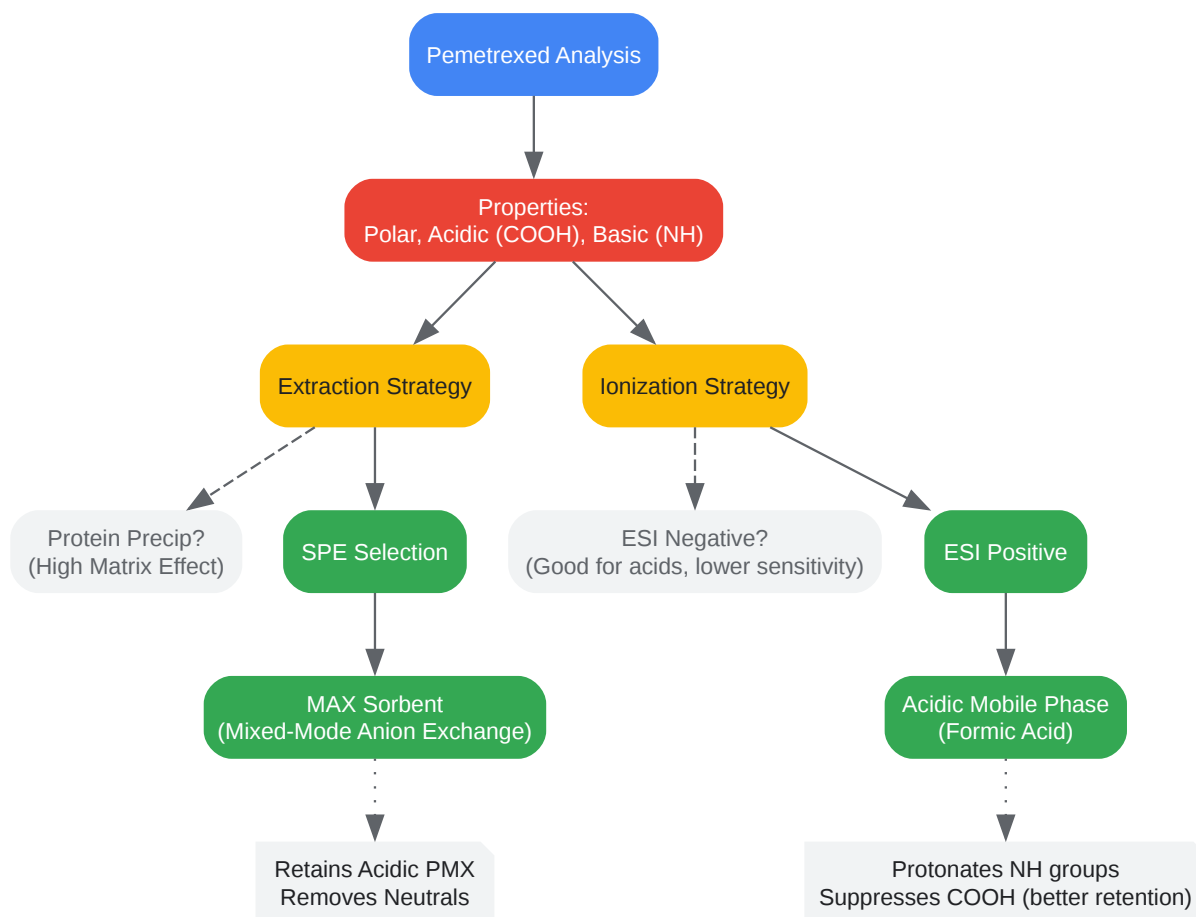 Pemetrexed Analysis
Properties:
Polar, Acidic (COOH), Basic (NH)
Extraction Strategy
Ionization Strategy
Protein Precip?
(High Matrix Effect)
SPE Selection
ESI Negative?
(Good for acids, lower sensitivity)
ESI Positive
MAX Sorbent
(Mixed-Mode Anion Exchange)
Acidic Mobile Phase
(Formic Acid)
Retains Acidic PMX
Removes Neutrals
Protonates NH groups
Suppresses COOH (better retention)